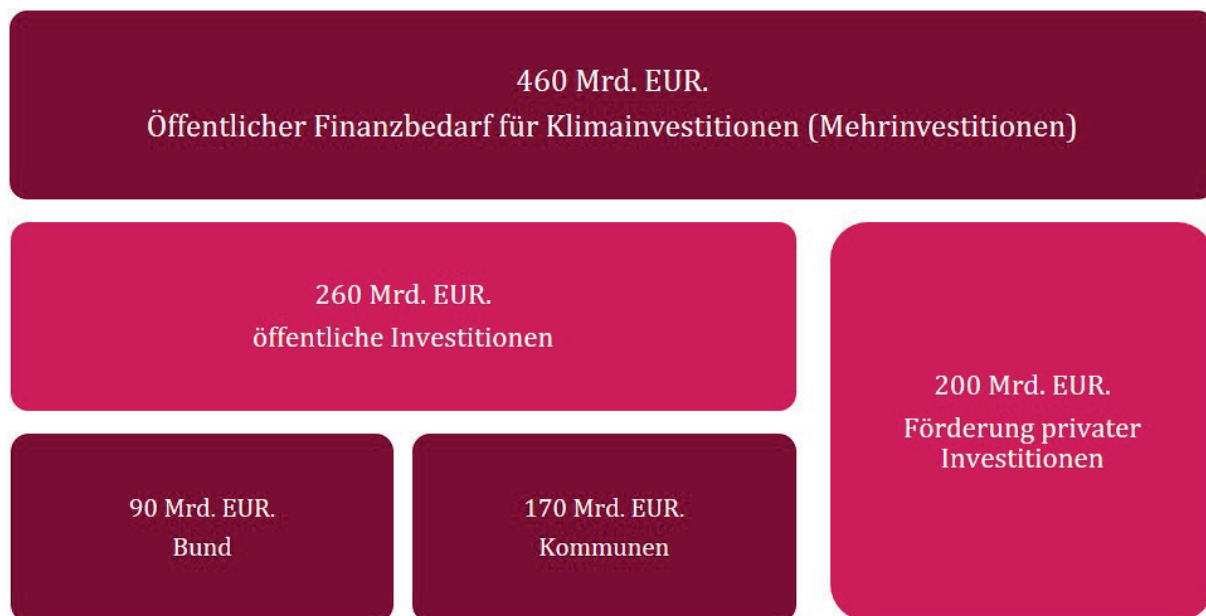 460 Mrd. EUR.
Öffentlicher Finanzbedarf für Klimainvestitionen (Mehrinvestitionen)
260 Mrd. EUR.
öffentliche Investitionen
200 Mrd. EUR.
Förderung privater
Investitionen
90 Mrd. EUR.
Bund
170 Mrd. EUR.
Kommunen